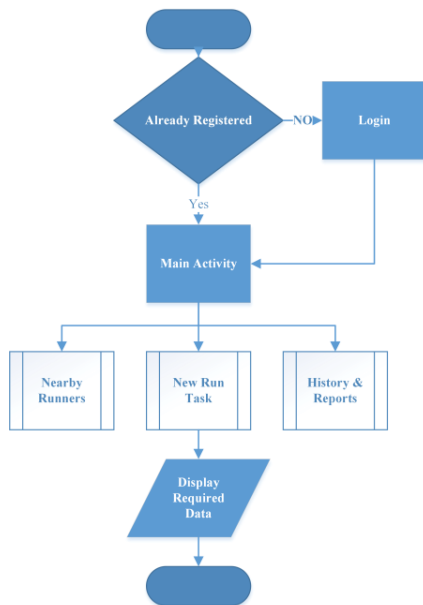 Already Registered
NO
Login
Yes
Main Activity
Nearby
Runners
New Run
Task
History &
Reports
Display
Required
Data